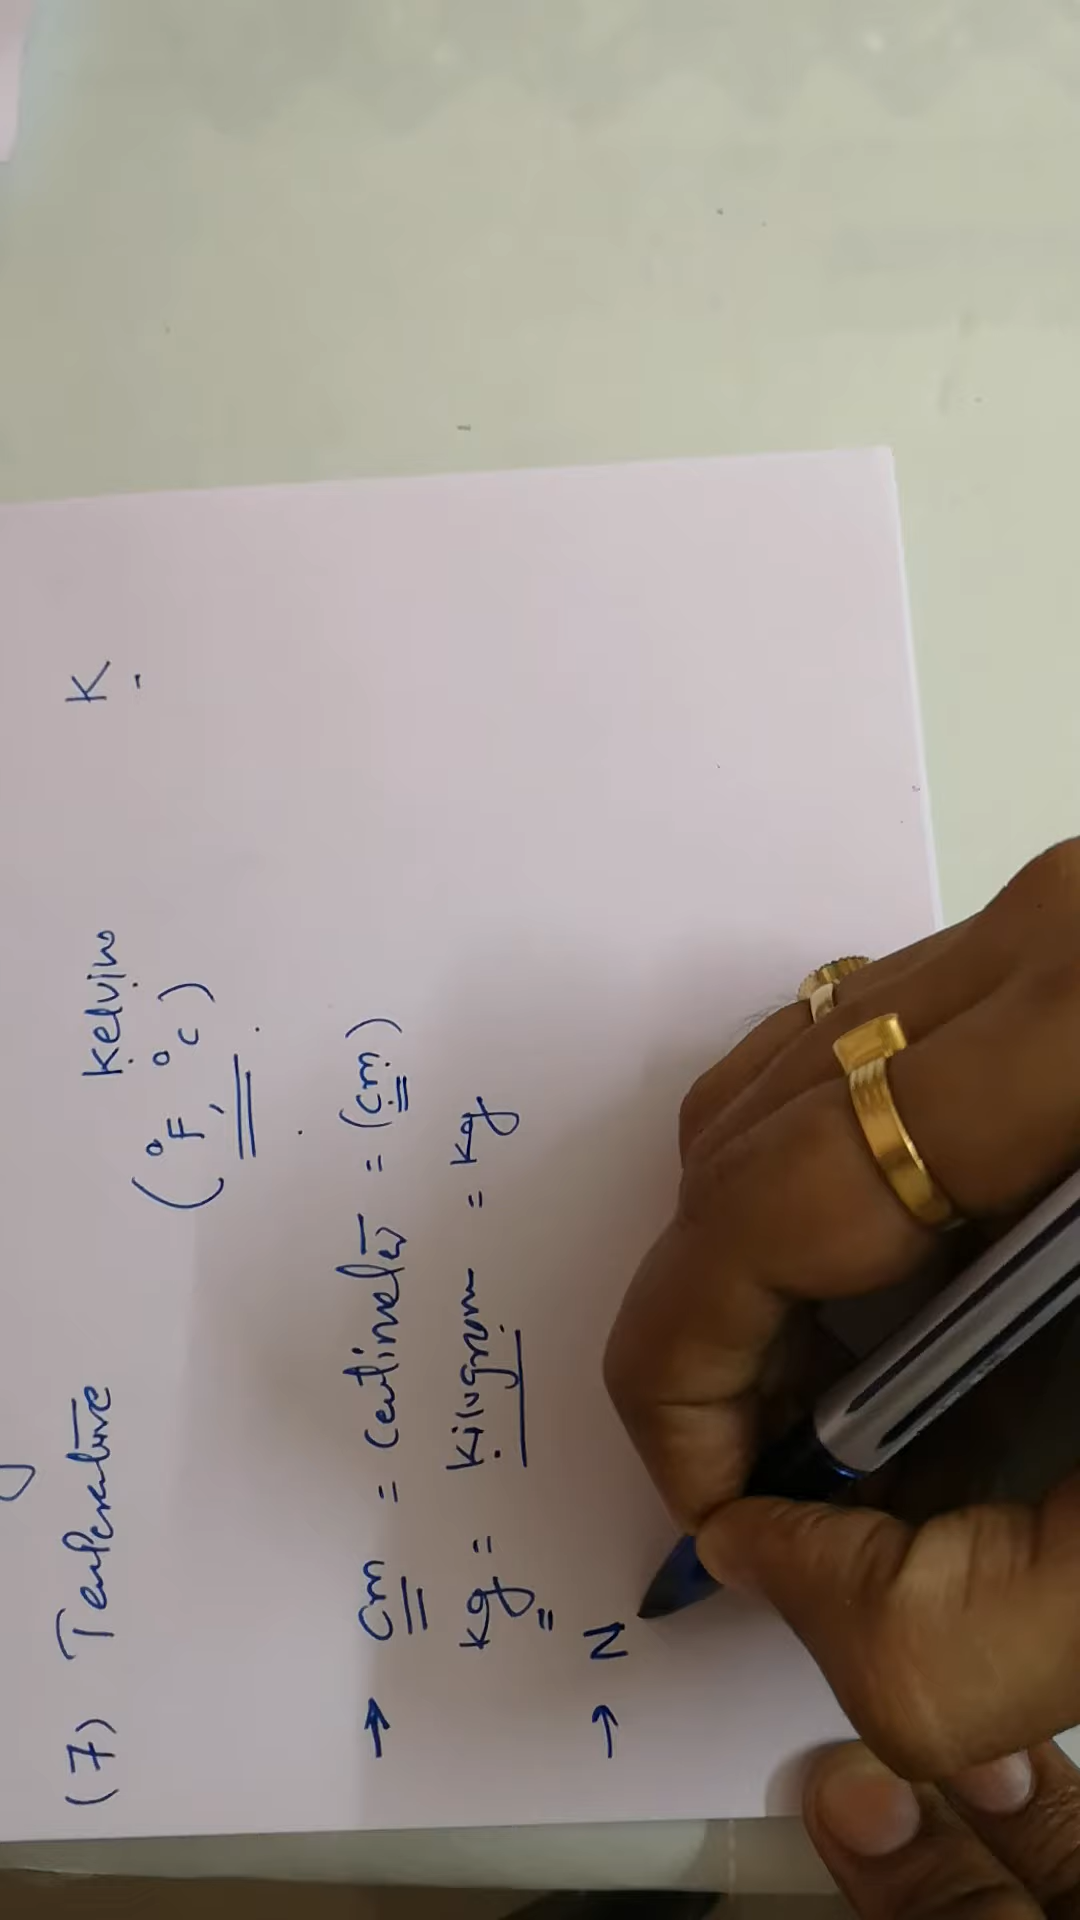 (7) Temperature kelvin K
(°F, °C)
→ cm = centimeter = (cm)
kg = kilogram = kg
→ N